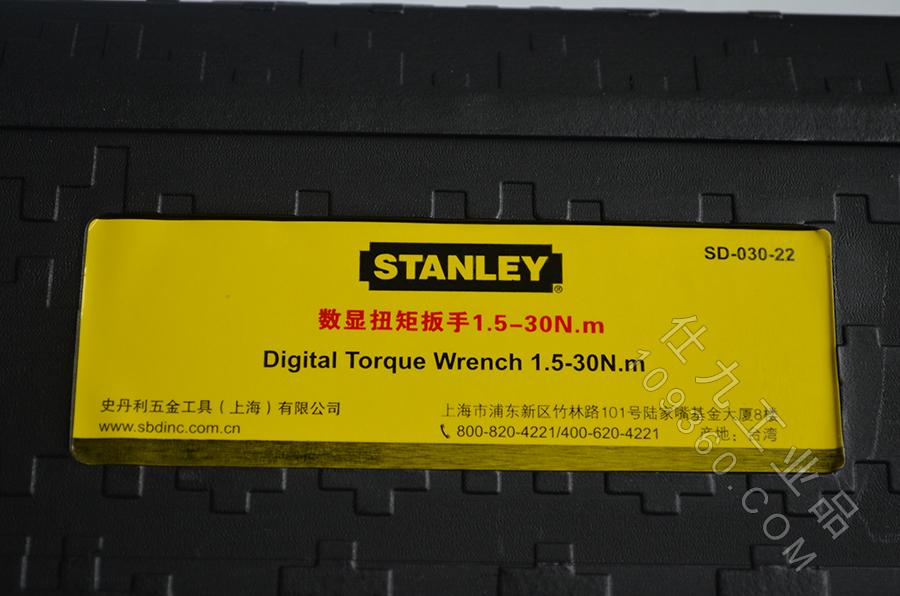 STANLEY®
SD-030-22
数显扭矩扳手1.5-30N.m
Digital Torque Wrench 1.5-30N.m
史丹利五金工具(上海)有限公司
上海市浦东新区竹林路101号陆家嘴基金大厦8楼
www.sbdinc.com.cn
800-820-4221/400-620-4221
产地:台湾
仕九工业品
109360.COM